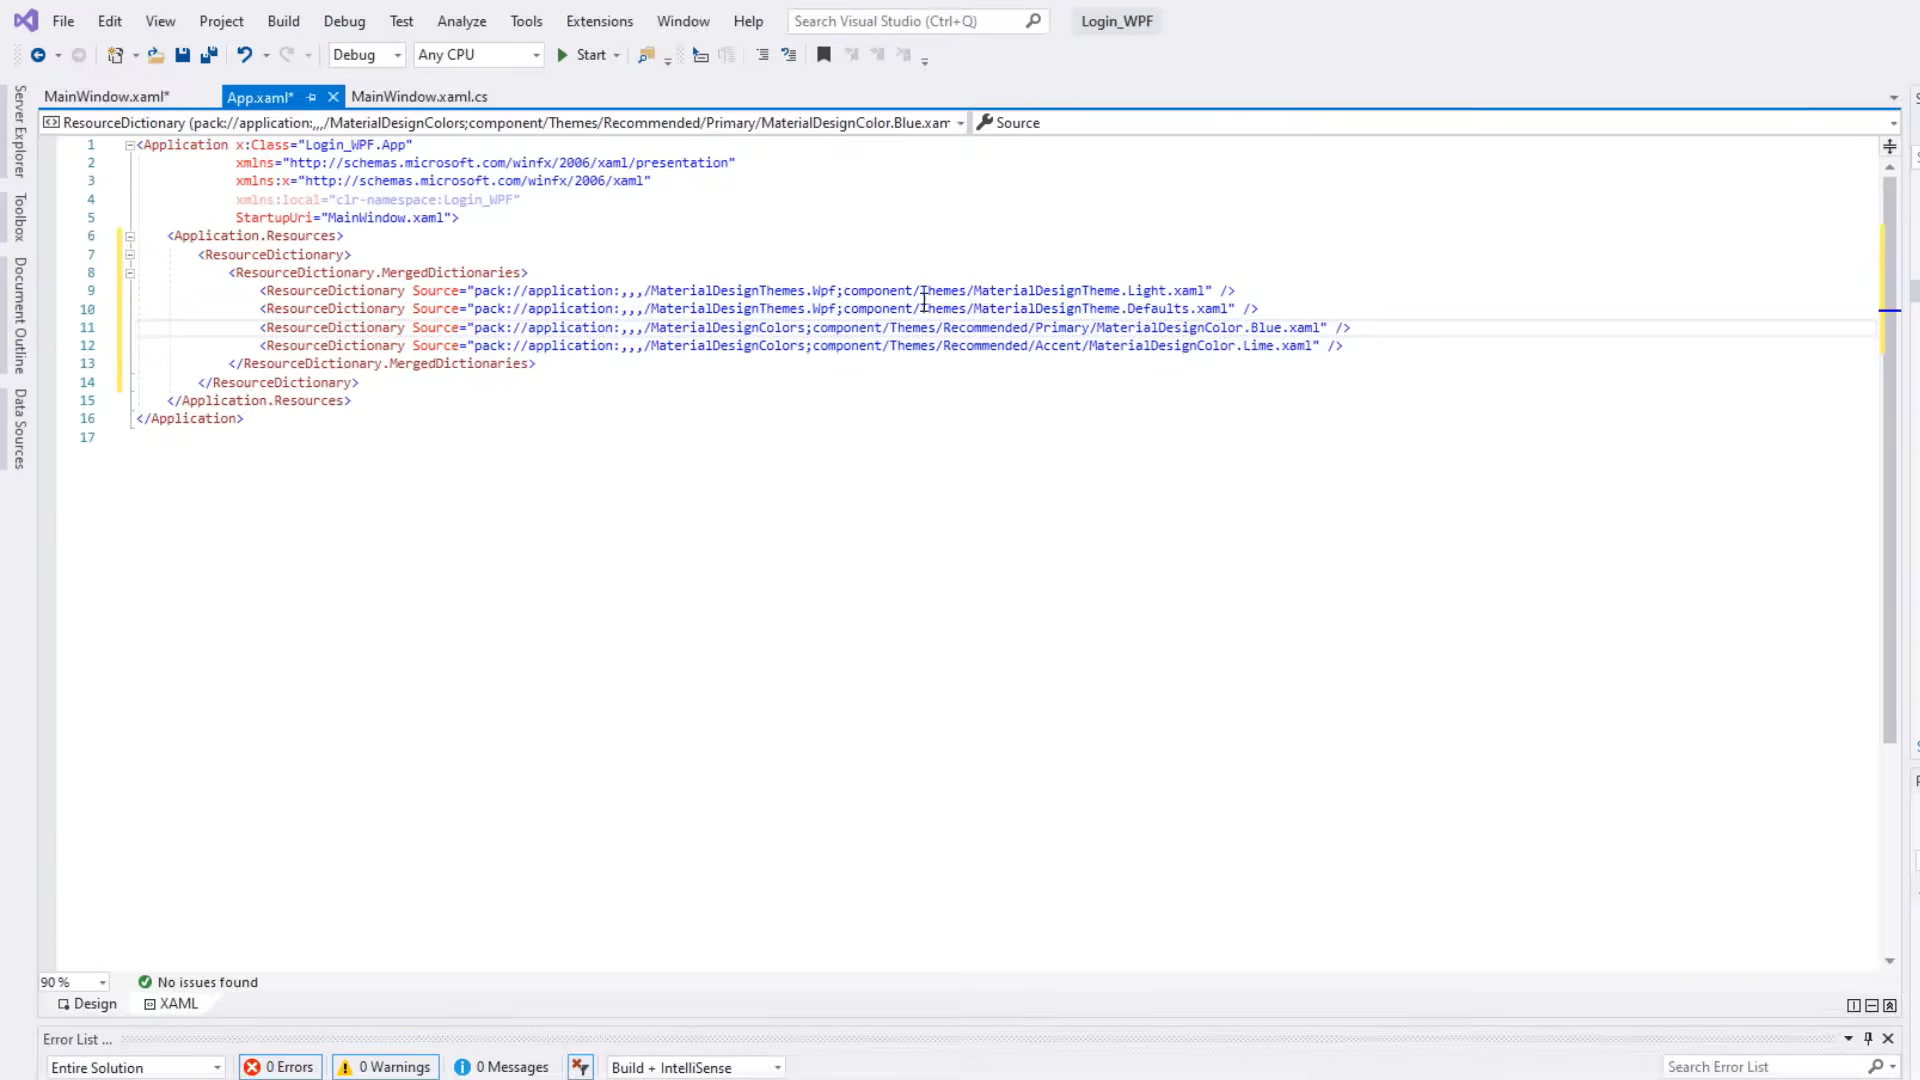 File Edit View Project Build Debug Test Analyze Tools Extensions Window Help Search Visual Studio (Ctrl+Q) Login_WPF
Debug Any CPU Start
MainWindow.xaml* App.xaml* MainWindow.xaml.cs
ResourceDictionary (pack://application:,,,/MaterialDesignColors;component/Themes/Recommended/Primary/MaterialDesignColor.Blue.xam Source
Server Explorer
Toolbox
Document Outline
Data Sources
1 <Application x:Class="Login_WPF.App"
2 xmlns="http://schemas.microsoft.com/winfx/2006/xaml/presentation"
3 xmlns:x="http://schemas.microsoft.com/winfx/2006/xaml"
4 xmlns:local="clr-namespace:Login_WPF"
5 StartupUri="MainWindow.xaml">
6 <Application.Resources>
7 <ResourceDictionary>
8 <ResourceDictionary.MergedDictionaries>
9 <ResourceDictionary Source="pack://application:,,,/MaterialDesignThemes.Wpf;component/Themes/MaterialDesignTheme.Light.xaml" />
10 <ResourceDictionary Source="pack://application:,,,/MaterialDesignThemes.Wpf;component/Themes/MaterialDesignTheme.Defaults.xaml" />
11 <ResourceDictionary Source="pack://application:,,,/MaterialDesignColors;component/Themes/Recommended/Primary/MaterialDesignColor.Blue.xaml" />
12 <ResourceDictionary Source="pack://application:,,,/MaterialDesignColors;component/Themes/Recommended/Accent/MaterialDesignColor.Lime.xaml" />
13 </ResourceDictionary.MergedDictionaries>
14 </ResourceDictionary>
15 </Application.Resources>
16 </Application>
17
90 % No issues found
Design XAML
Error List ...
Entire Solution 0 Errors 0 Warnings 0 Messages Build + IntelliSense Search Error List